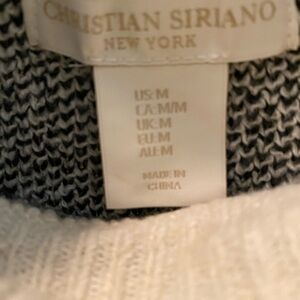 CHRISTIAN SIRIANO
NEW YORK
US: M
CA: M/M
UK: M
EU: M
AU: M
MADE IN
CHINA